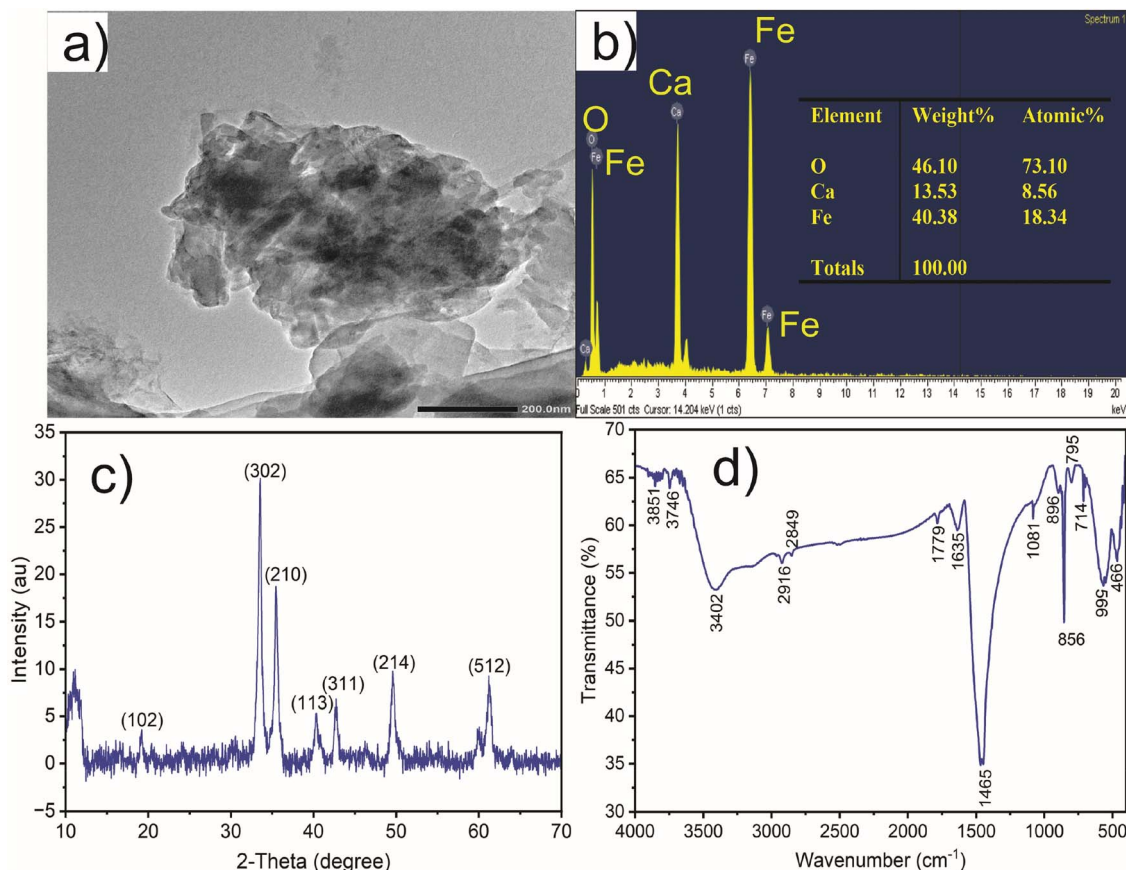 a)
200.0nm
b)
Spectrum 1
Fe
Ca
O
Fe
Fe
Fe
Ca
O
Fe
Ca
Fe
Element Weight% Atomic%
O 46.10 73.10
Ca 13.53 8.56
Fe 40.38 18.34
Totals 100.00
0 1 2 3 4 5 6 7 8 9 10 11 12 13 14 15 16 17 18 19 20
Full Scale 501 cts Cursor: 14.204 keV (1 cts) keV
c)
Intensity (au)
35
30
25
20
15
10
5
0
−5
(302)
(210)
(214)
(512)
(311)
(113)
(102)
10 20 30 40 50 60 70
2-Theta (degree)
d)
Transmittance (%)
70
65
60
55
50
45
40
35
30
3851
3746
3402
2916
2849
1779
1635
1465
1081
896
856
795
714
566
466
4000 3500 3000 2500 2000 1500 1000 500
Wavenumber (cm⁻¹)